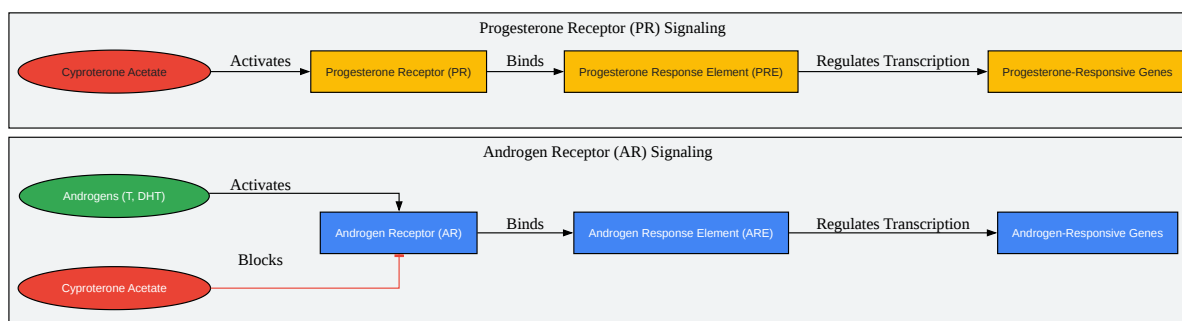 Progesterone Receptor (PR) Signaling
Activates
Binds
Regulates Transcription
Cyproterone Acetate
Progesterone Receptor (PR)
Progesterone Response Element (PRE)
Progesterone-Responsive Genes
Androgen Receptor (AR) Signaling
Androgens (T, DHT)
Activates
Binds
Regulates Transcription
Androgen Receptor (AR)
Androgen Response Element (ARE)
Androgen-Responsive Genes
Blocks
Cyproterone Acetate